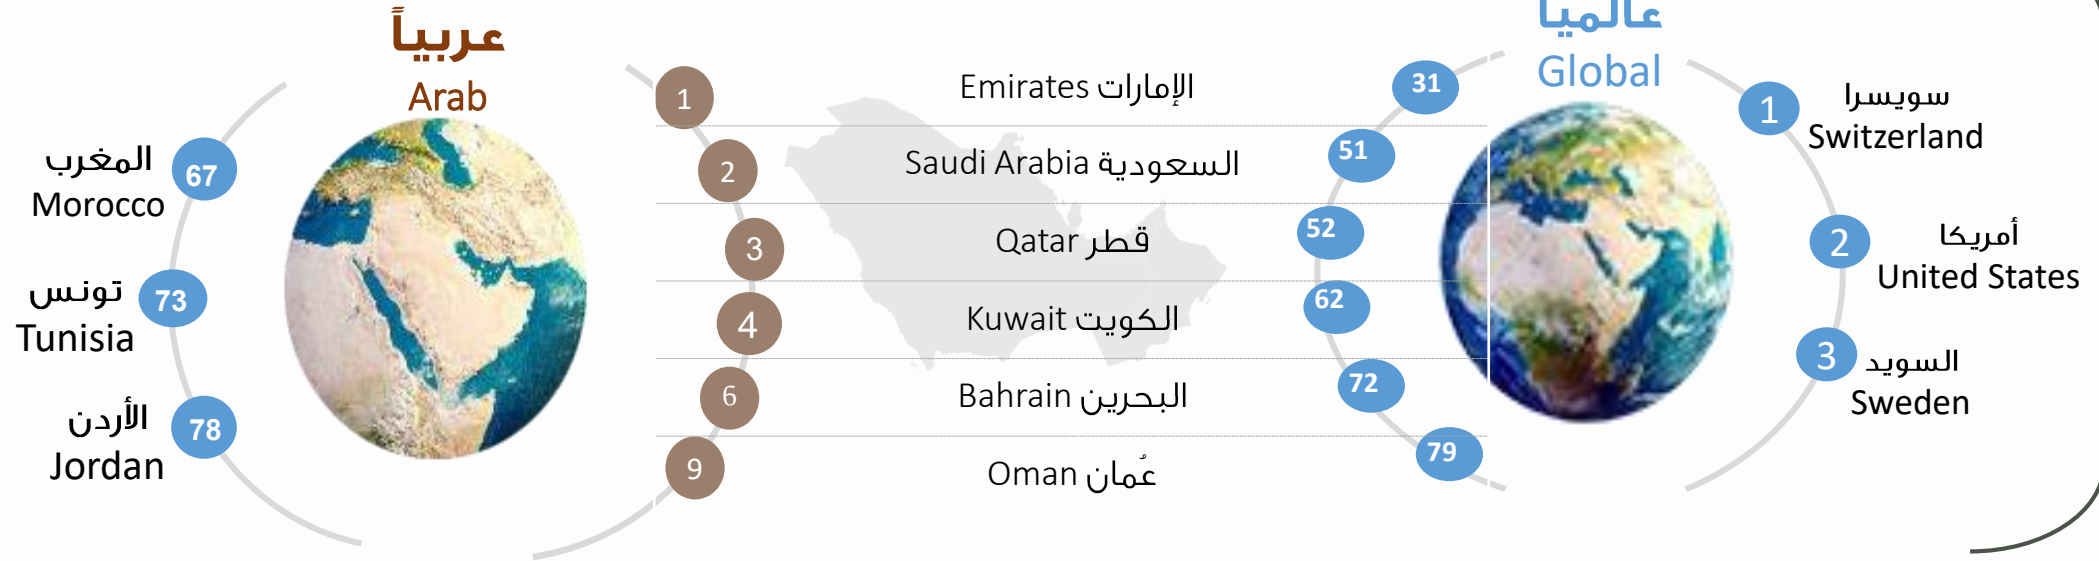 عربياً
Arab
67 المغرب
Morocco
73 تونس
Tunisia
78 الأردن
Jordan
1 Emirates الإمارات 31
2 Saudi Arabia السعودية 51
3 Qatar قطر 52
4 Kuwait الكويت 62
6 Bahrain البحرين 72
9 Oman عُمان 79
عالمياً
Global
1 سويسرا
Switzerland
2 أمريكا
United States
3 السويد
Sweden